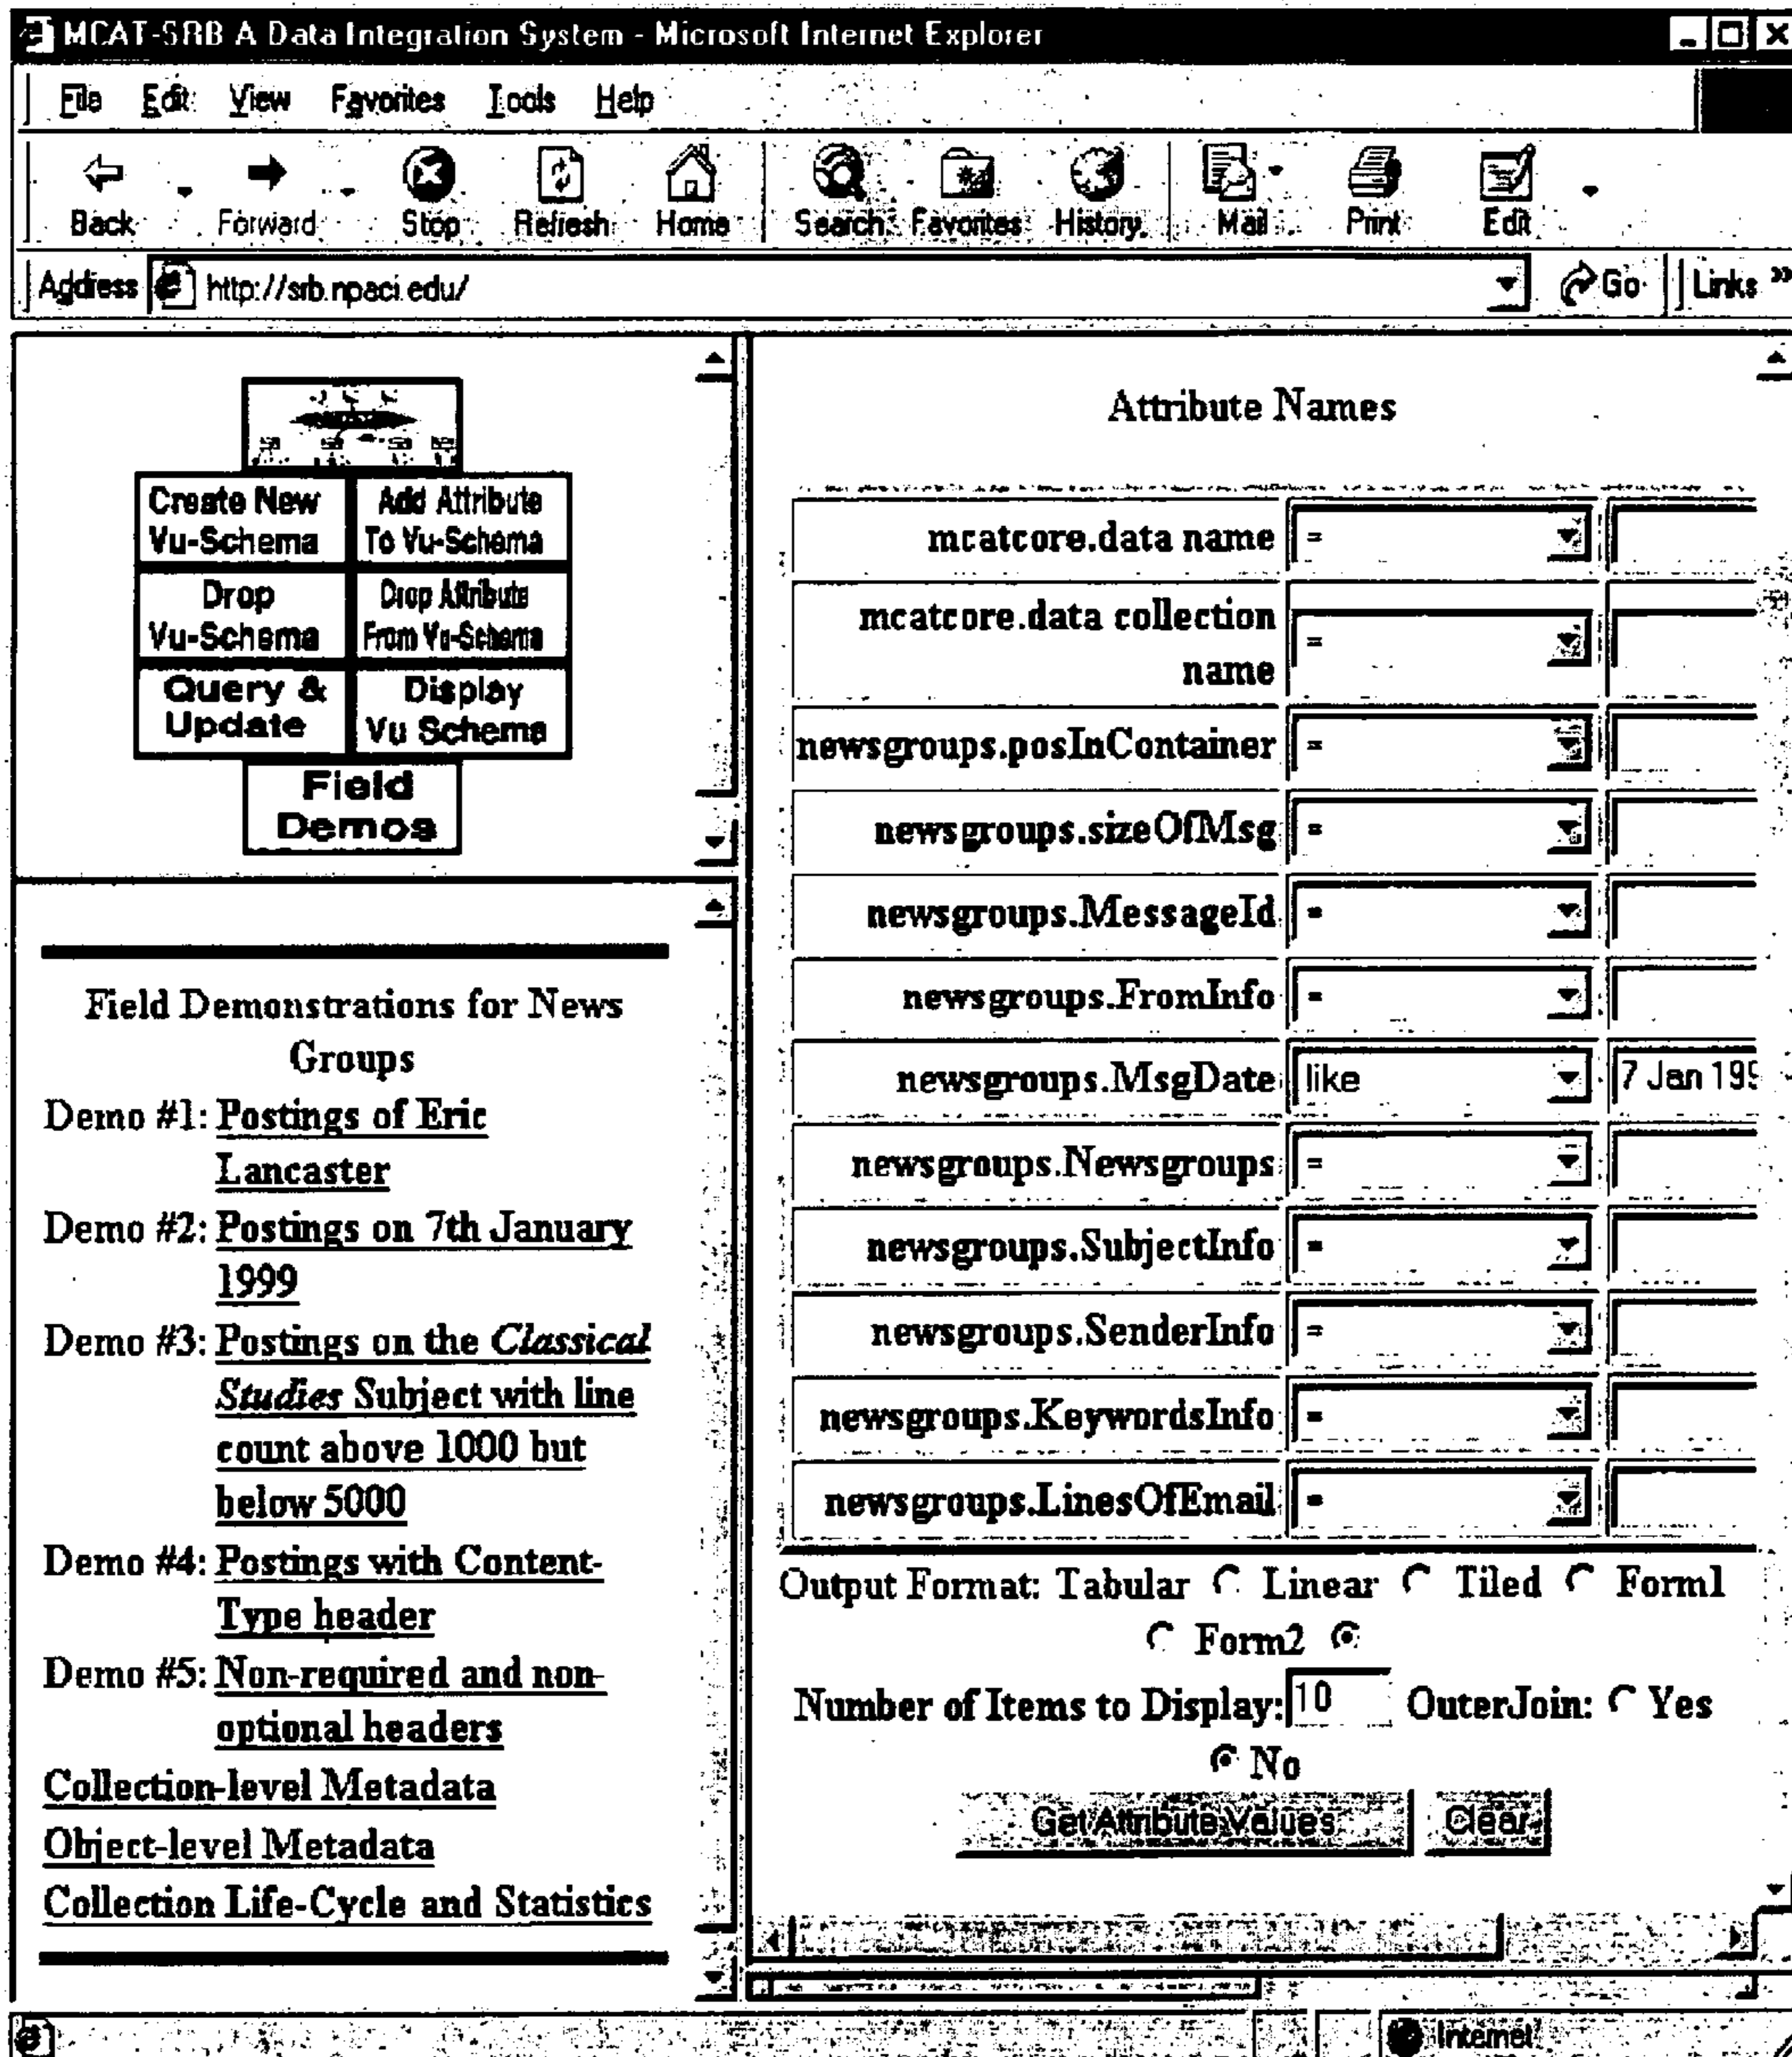 MCAT-SRB A Data Integration System - Microsoft Internet Explorer
File Edit View Favorites Tools Help
Back Forward Stop Refresh Home Search Favorites History Mail Print Edit
Address http://srb.npaci.edu/ Go Links »
Create New Vu-Schema
Add Attribute To Vu-Schema
Drop Vu-Schema
Drop Attribute From Vu-Schema
Query & Update
Display Vu Schema
Field Demos
Field Demonstrations for News
Groups
Demo #1: Postings of Eric
Lancaster
Demo #2: Postings on 7th January
1999
Demo #3: Postings on the Classical
Studies Subject with line
count above 1000 but
below 5000
Demo #4: Postings with Content-
Type header
Demo #5: Non-required and non-
optional headers
Collection-level Metadata
Object-level Metadata
Collection Life-Cycle and Statistics
Attribute Names
mcatcore.data name =
mcatcore.data collection
name =
newsgroups.posInContainer =
newsgroups.sizeOfMsg =
newsgroups.MessageId =
newsgroups.FromInfo =
newsgroups.MsgDate like 7 Jan 199
newsgroups.Newsgroups =
newsgroups.SubjectInfo =
newsgroups.SenderInfo =
newsgroups.KeywordsInfo =
newsgroups.LinesOfEmail =
Output Format: Tabular Linear Tiled Form1
Form2
Number of Items to Display: 10 OuterJoin: Yes
No
Get Attribute Values Clear
Internet